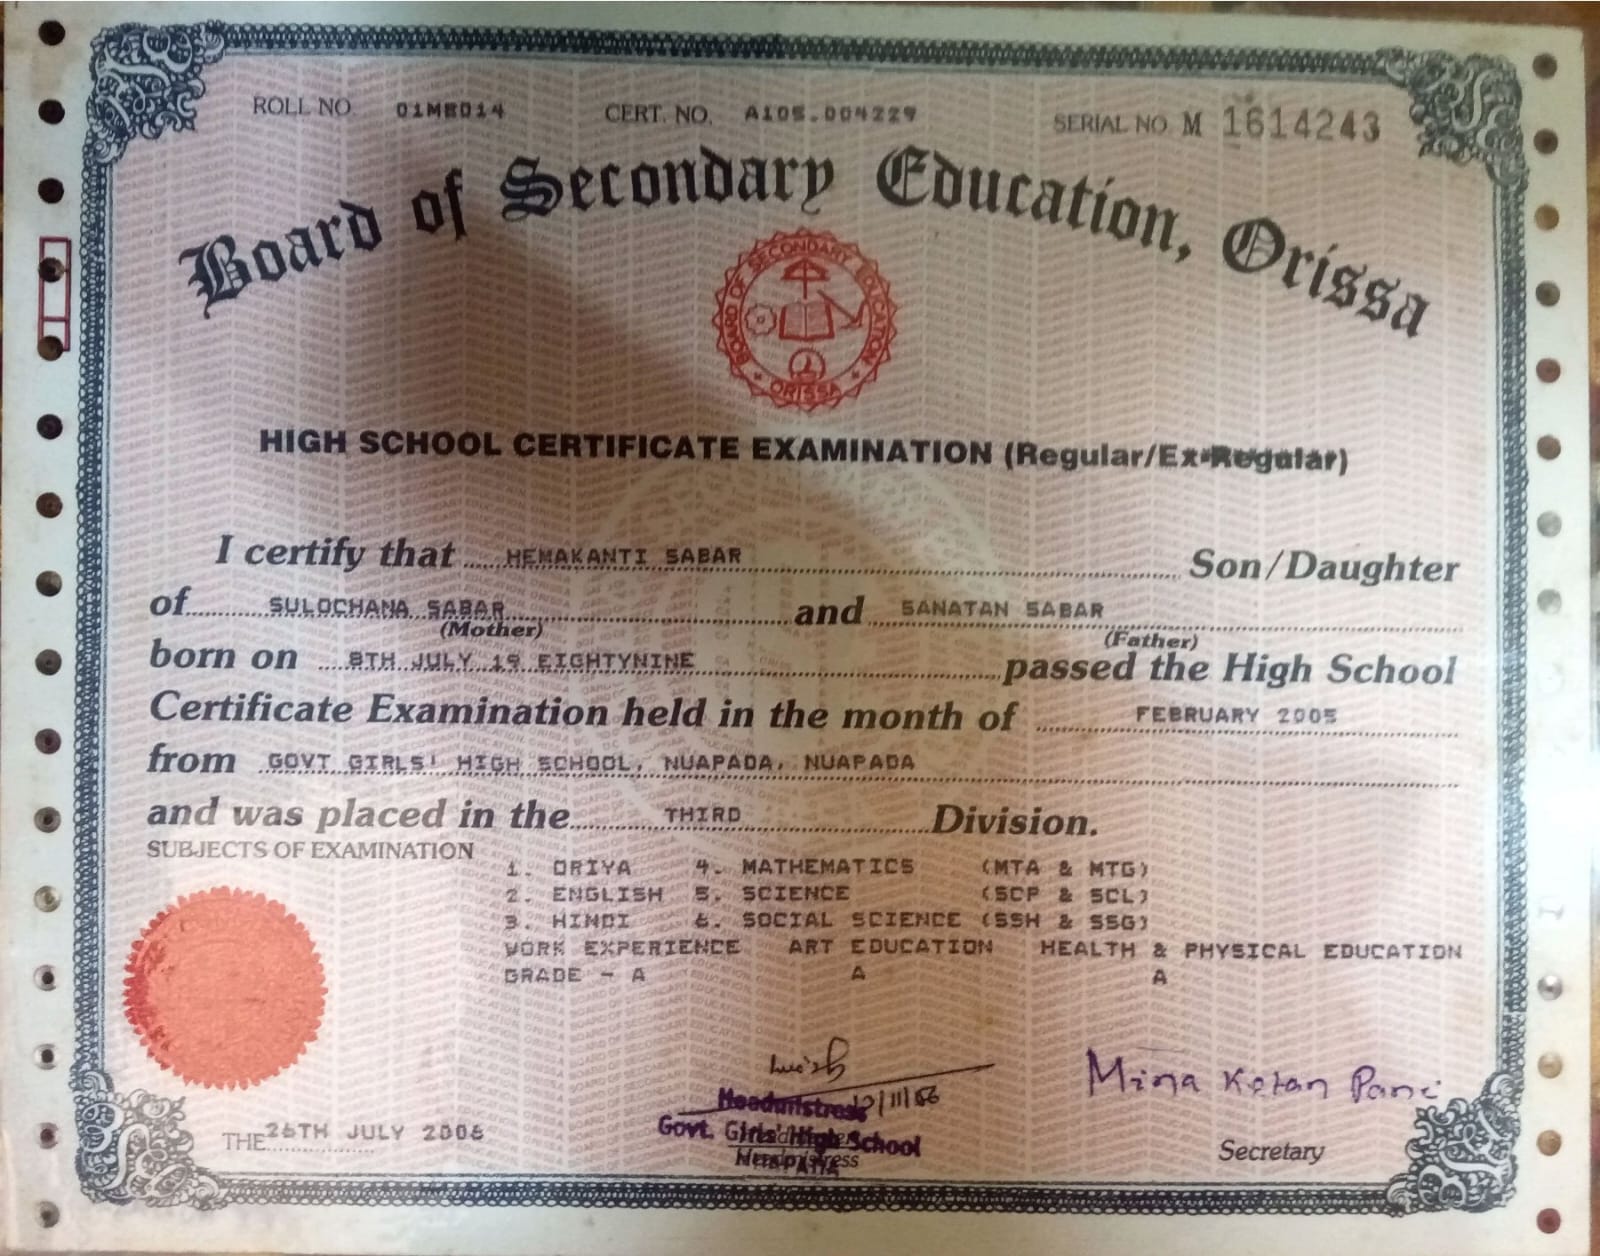 ROLL NO. 01ME014 CERT. NO. A105.004229 SERIAL NO. M 1614243
Board of Secondary Education, Orissa
BOARD OF SECONDARY EDUCATION
ORISSA
HIGH SCHOOL CERTIFICATE EXAMINATION (Regular/Ex-Regular)
I certify that HEMAKANTI SABAR Son/Daughter
of SULOCHANA SABAR and SANATAN SABAR
(Mother) (Father)
born on 8TH JULY 19 EIGHTYNINE passed the High School
Certificate Examination held in the month of FEBRUARY 2005
from GOVT GIRLS' HIGH SCHOOL, NUAPADA, NUAPADA
and was placed in the THIRD Division.
SUBJECTS OF EXAMINATION
1. ORIYA 4. MATHEMATICS (MTA & MTG)
2. ENGLISH 5. SCIENCE (SCP & SCL)
3. HINDI 6. SOCIAL SCIENCE (SSH & SSG)
WORK EXPERIENCE ART EDUCATION HEALTH & PHYSICAL EDUCATION
GRADE - A A A
Mina Ketan
Headmistress
Govt. Girls' High School
THE 26TH JULY 2006
Secretary